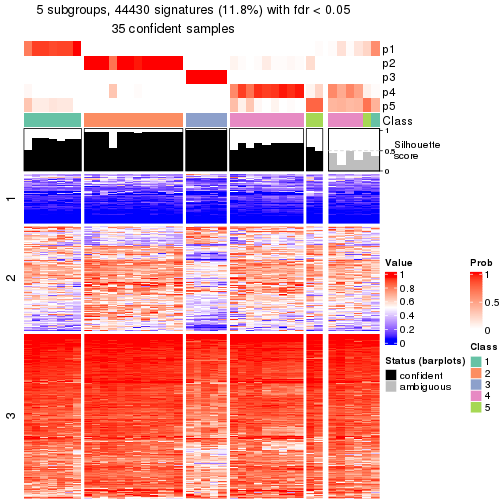 5 subgroups, 44430 signatures (11.8%) with fdr < 0.05
35 confident samples
p1
p2
p3
p4
p5
Class
1
0.5
0
Silhouette
score
1
2
3
Value
1
0.8
0.6
0.4
0.2
0
Status (barplots)
confident
ambiguous
Prob
1
0.5
0
Class
1
2
3
4
5